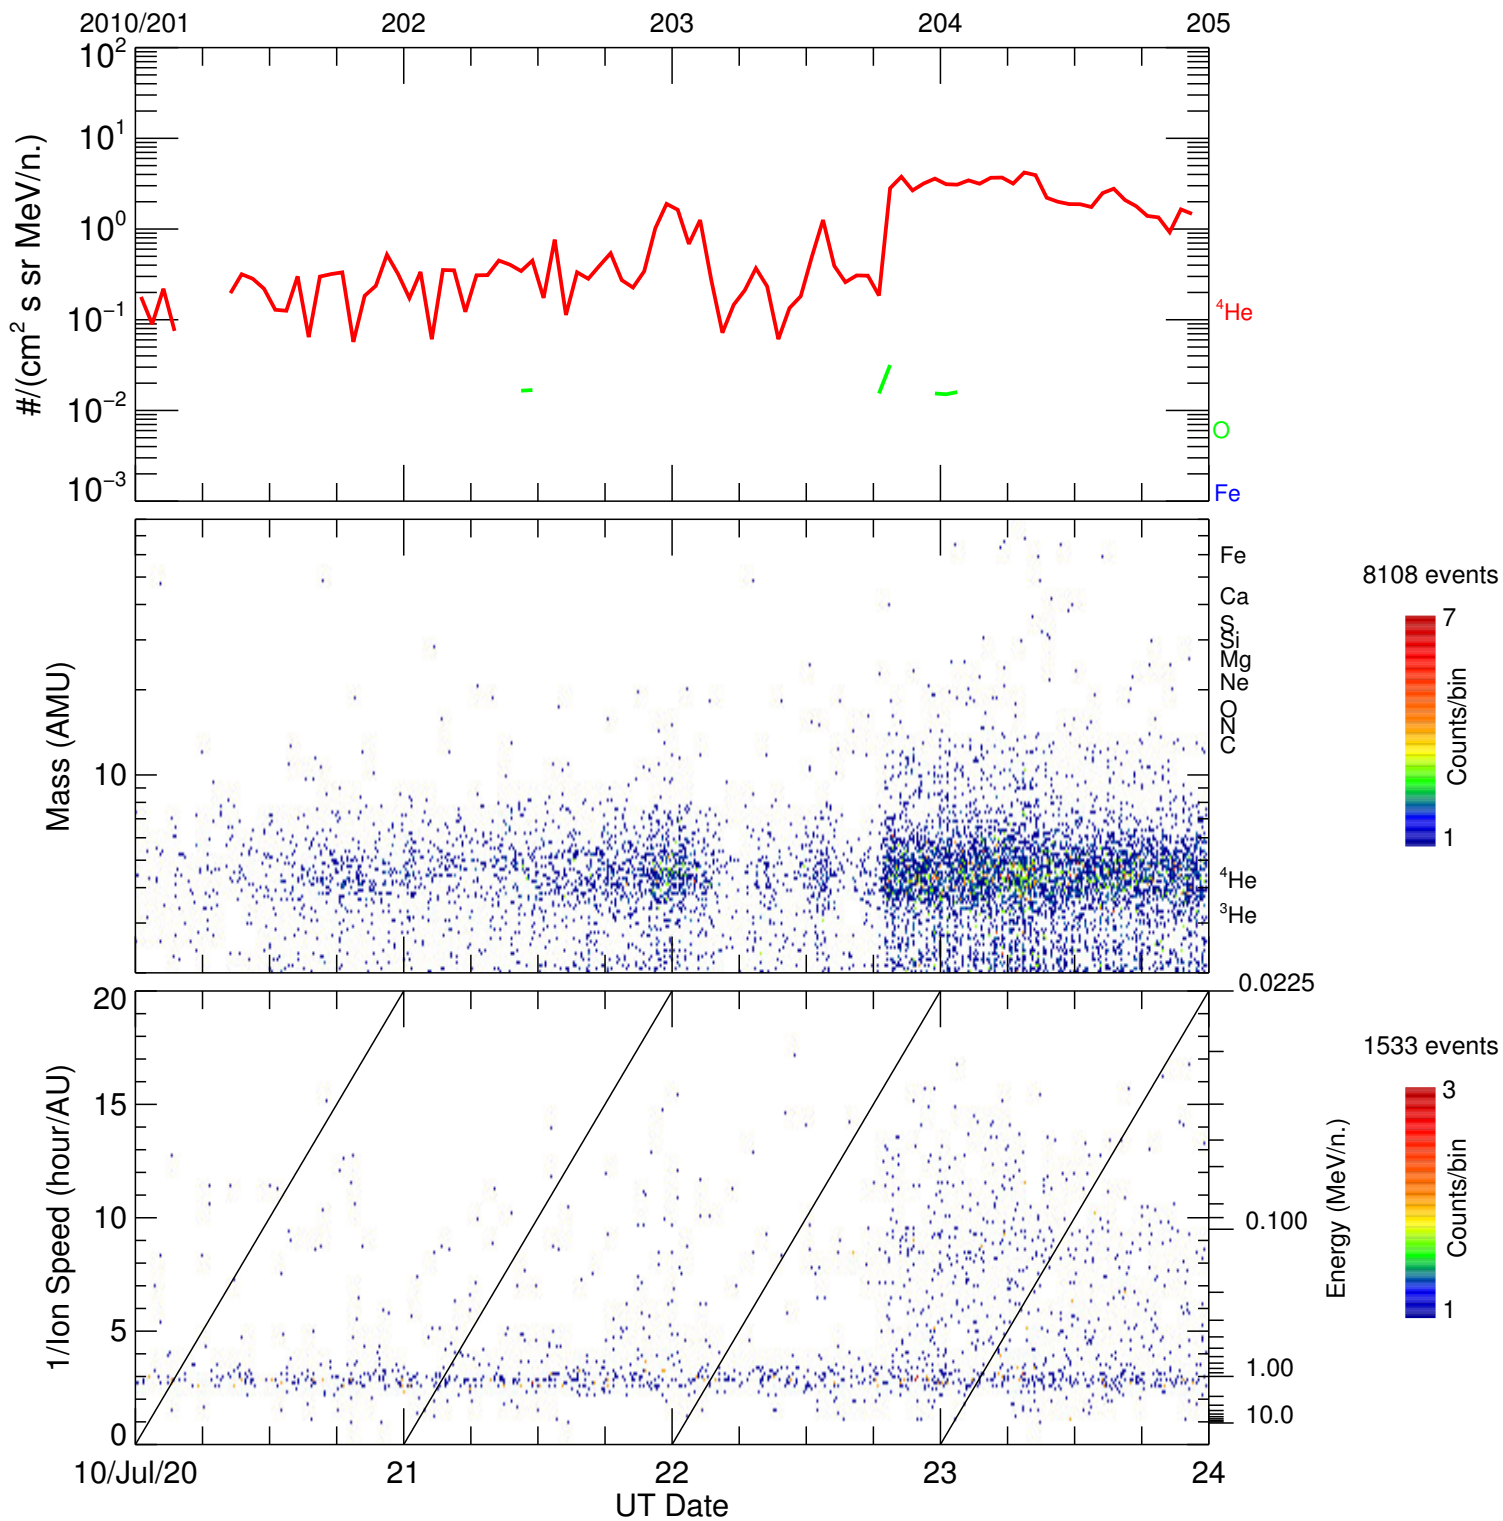 2010/201 202 203 204 205
10² 10¹ 10⁰ 10⁻¹ 10⁻² 10⁻³
#/(cm² s sr MeV/n.)
⁴He
O
Fe
Mass (AMU)
10
Fe
Ca
S
Si
Mg
Ne
O
N
C
⁴He
³He
8108 events
7
Counts/bin
1
1/Ion Speed (hour/AU)
20
15
10
5
0
0.0225
0.100
1.00
10.0
Energy (MeV/n.)
1533 events
3
Counts/bin
1
10/Jul/20 21 22 23 24
UT Date